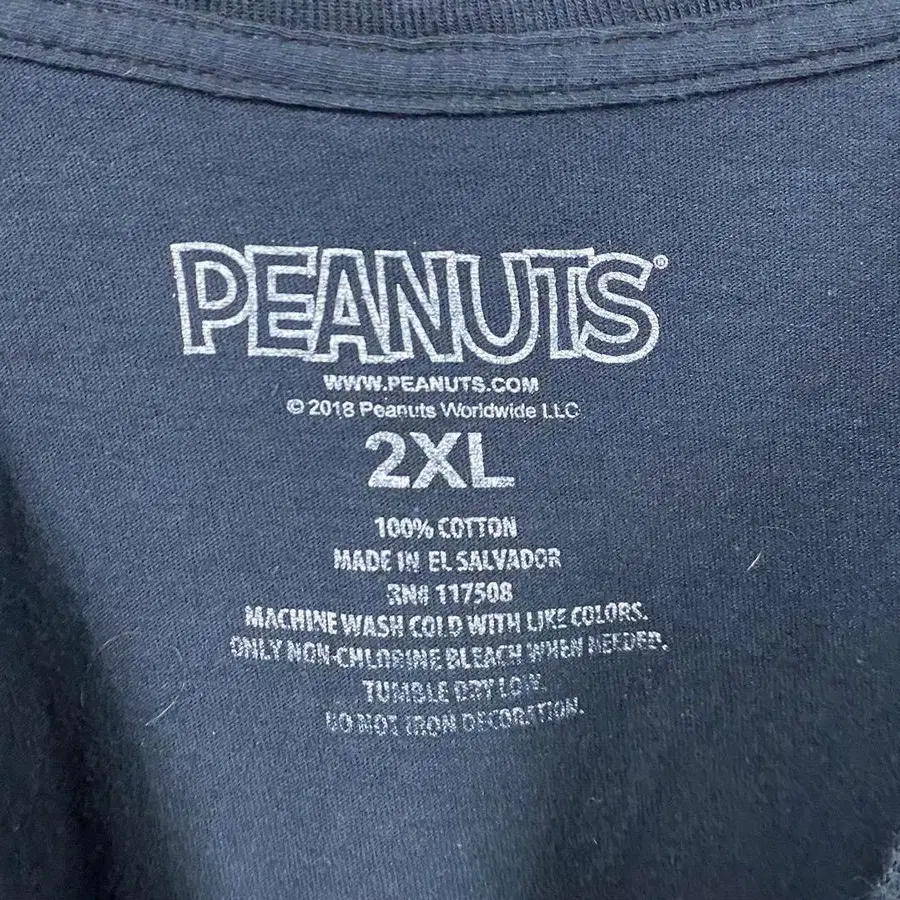 PEANUTS®
WWW.PEANUTS.COM
© 2018 Peanuts Worldwide LLC
2XL
100% COTTON
MADE IN EL SALVADOR
RN# 117508
MACHINE WASH COLD WITH LIKE COLORS.
ONLY NON-CHLORINE BLEACH WHEN NEEDED.
TUMBLE DRY LOW.
DO NOT IRON DECORATION.